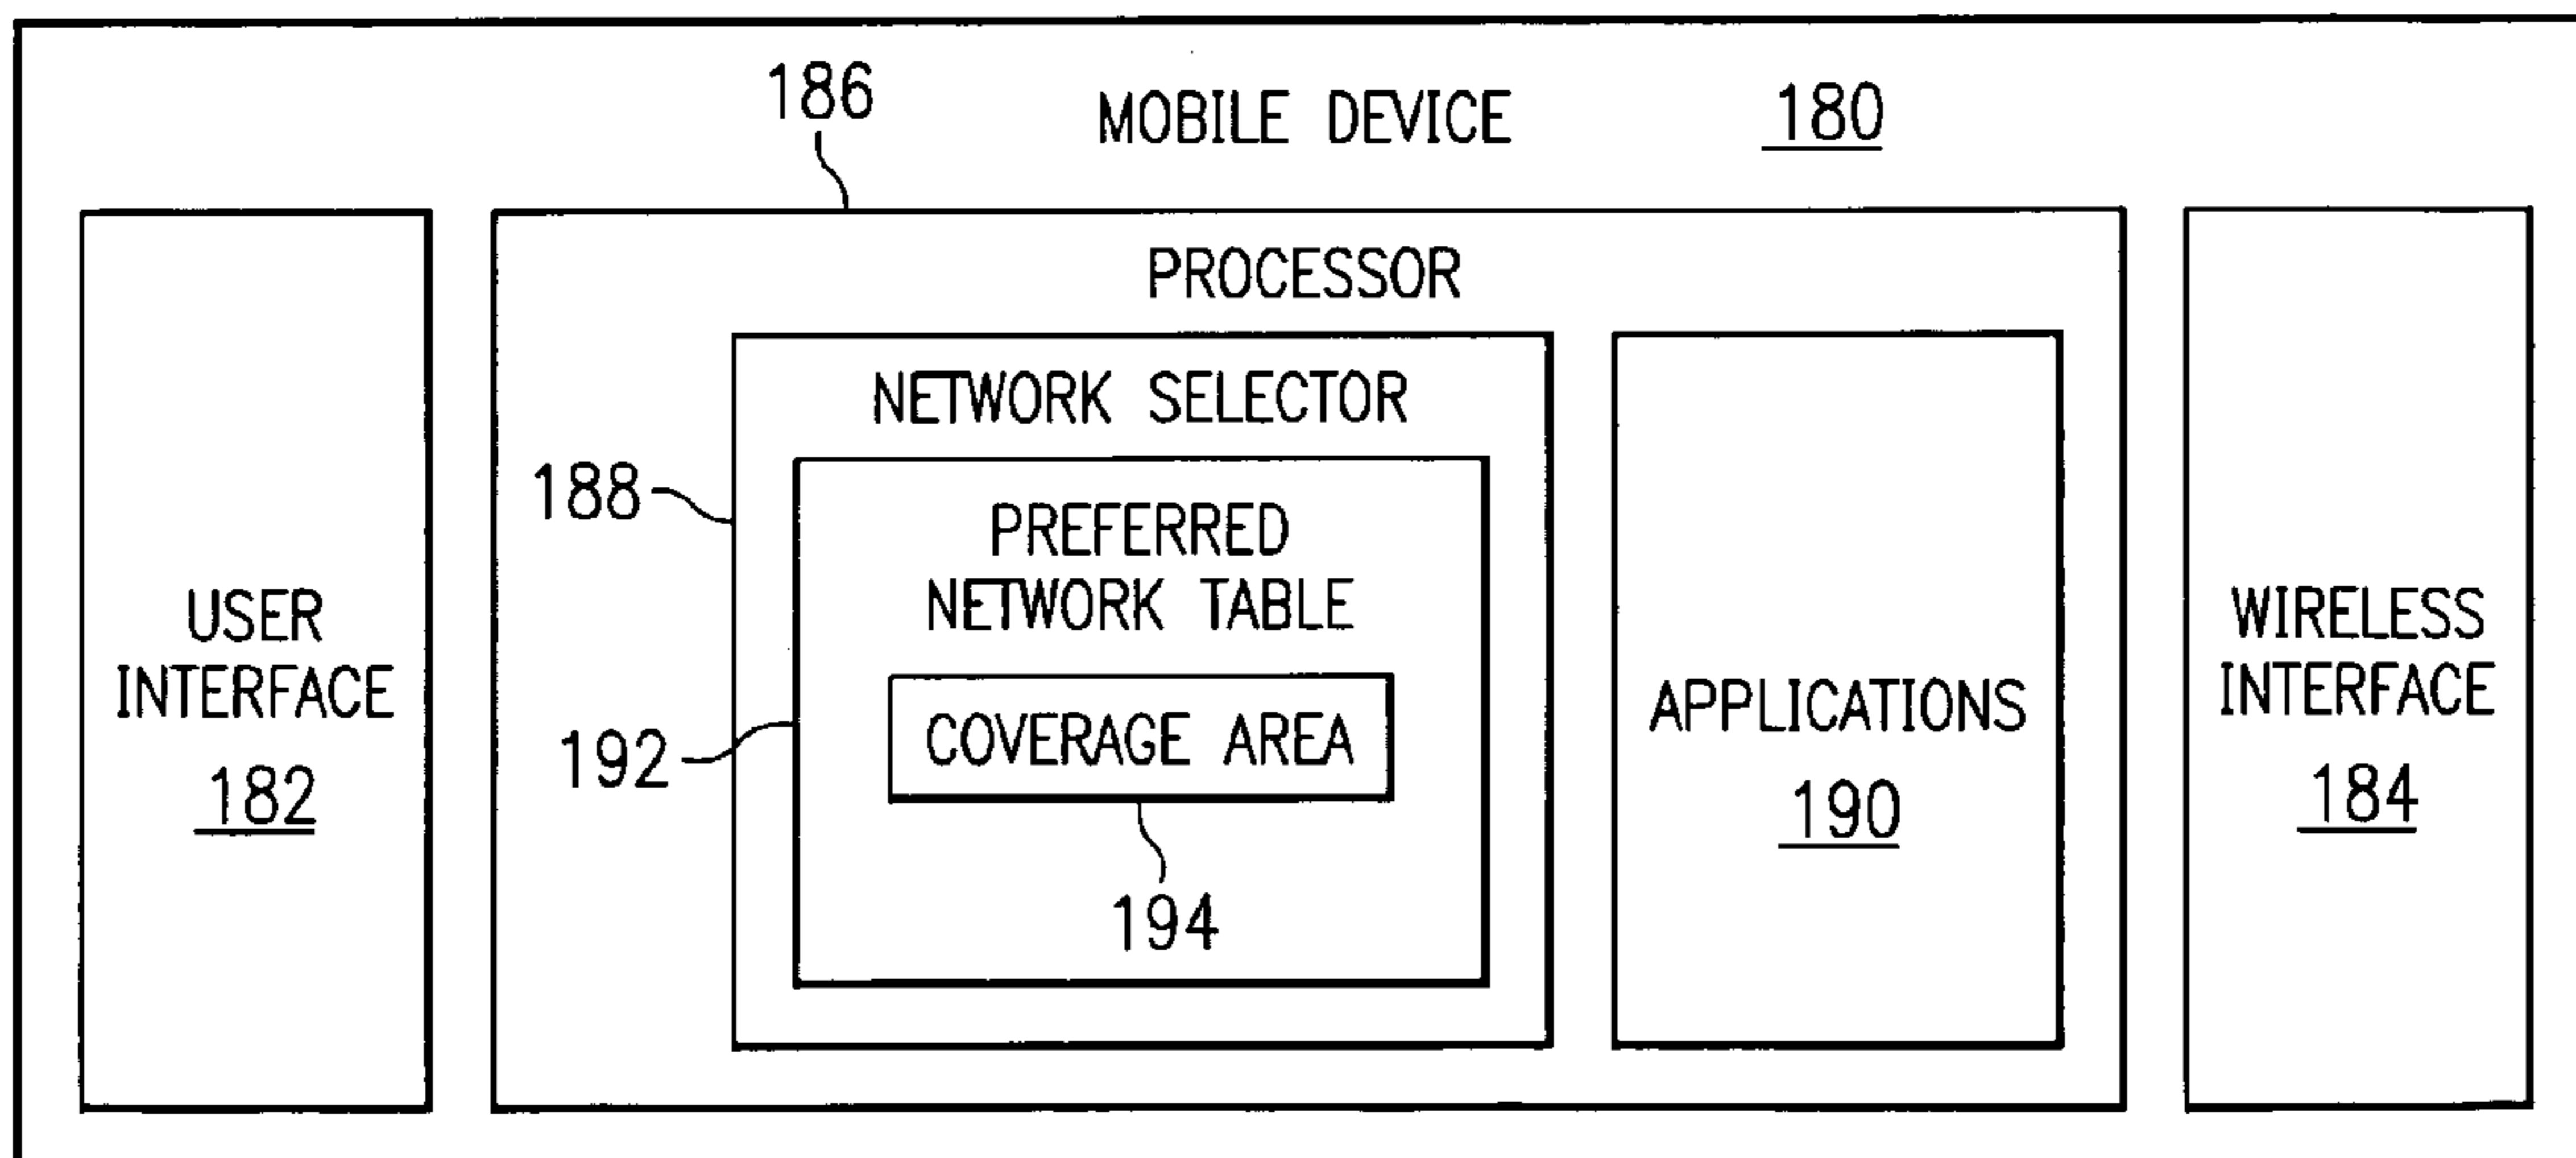 MOBILE DEVICE 180
186
PROCESSOR
NETWORK SELECTOR
188
PREFERRED
NETWORK TABLE
192
COVERAGE AREA
194
USER
INTERFACE
182
APPLICATIONS
190
WIRELESS
INTERFACE
184